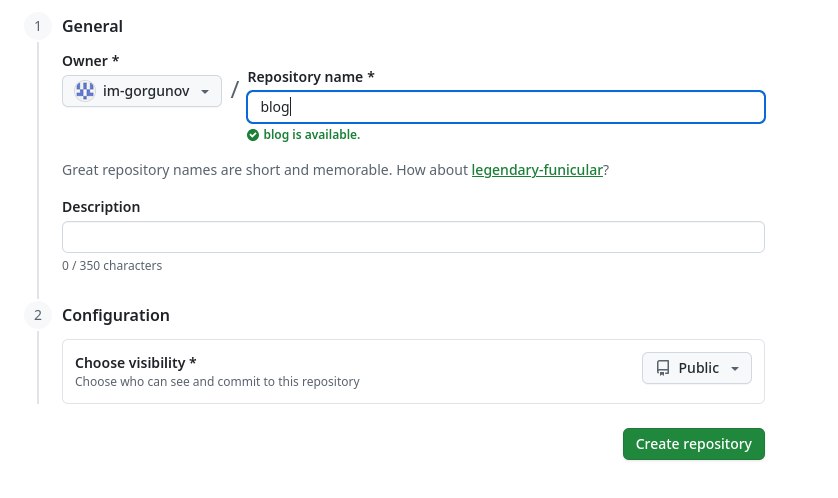 1 General
Owner *
Repository name *
im-gorgunov / blog
blog is available.
Great repository names are short and memorable. How about legendary-funicular?
Description
0 / 350 characters
2 Configuration
Choose visibility *
Choose who can see and commit to this repository
Public
Create repository